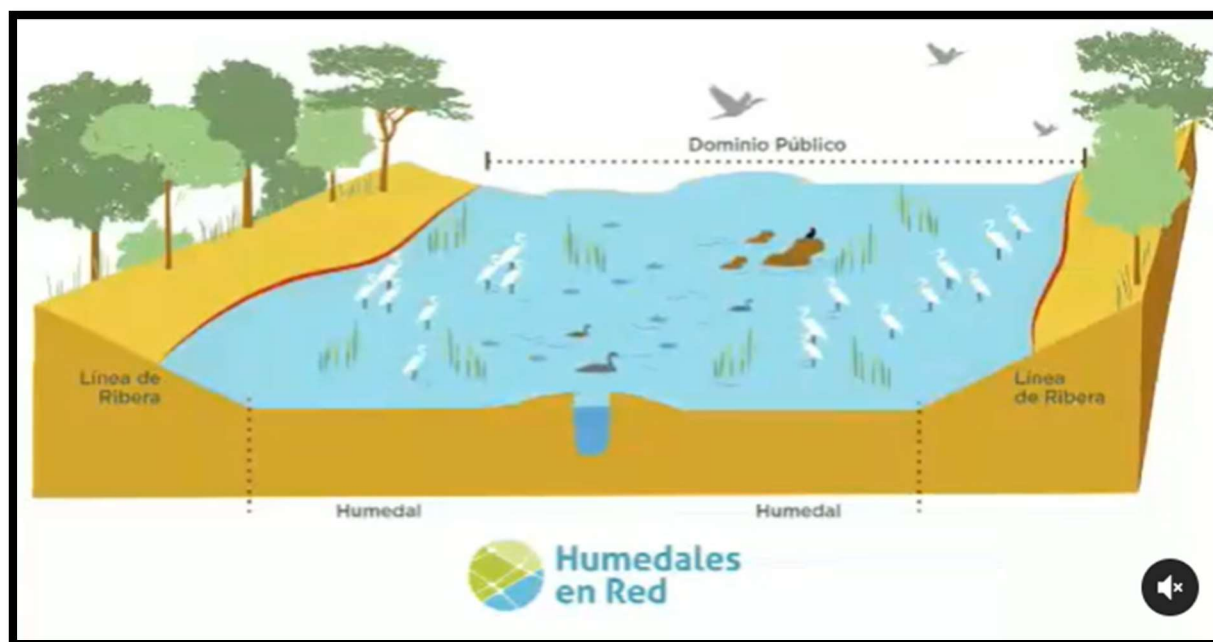 Dominio Público
Línea de
Ribera
Línea
de Ribera
Humedal
Humedal
Humedales
en Red